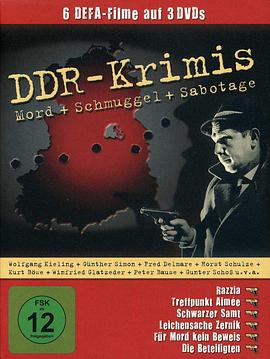 6 DEFA-Filme auf 3 DVDs
DDR-Krimis
Mord + Schmuggel + Sabotage
Wolfgang Kieling • Günther Simon • Fred Delmare • Horst Schulze •
Kurt Böwe • Winfried Glatzeder • Peter Bause • Gunter Schoß u.v.a.
Razzia
Treffpunkt Aimée
Schwarzer Samt
Leichensache Zernik
Für Mord kein Beweis
Die Beteiligten
FSK
ab
12
freigegeben